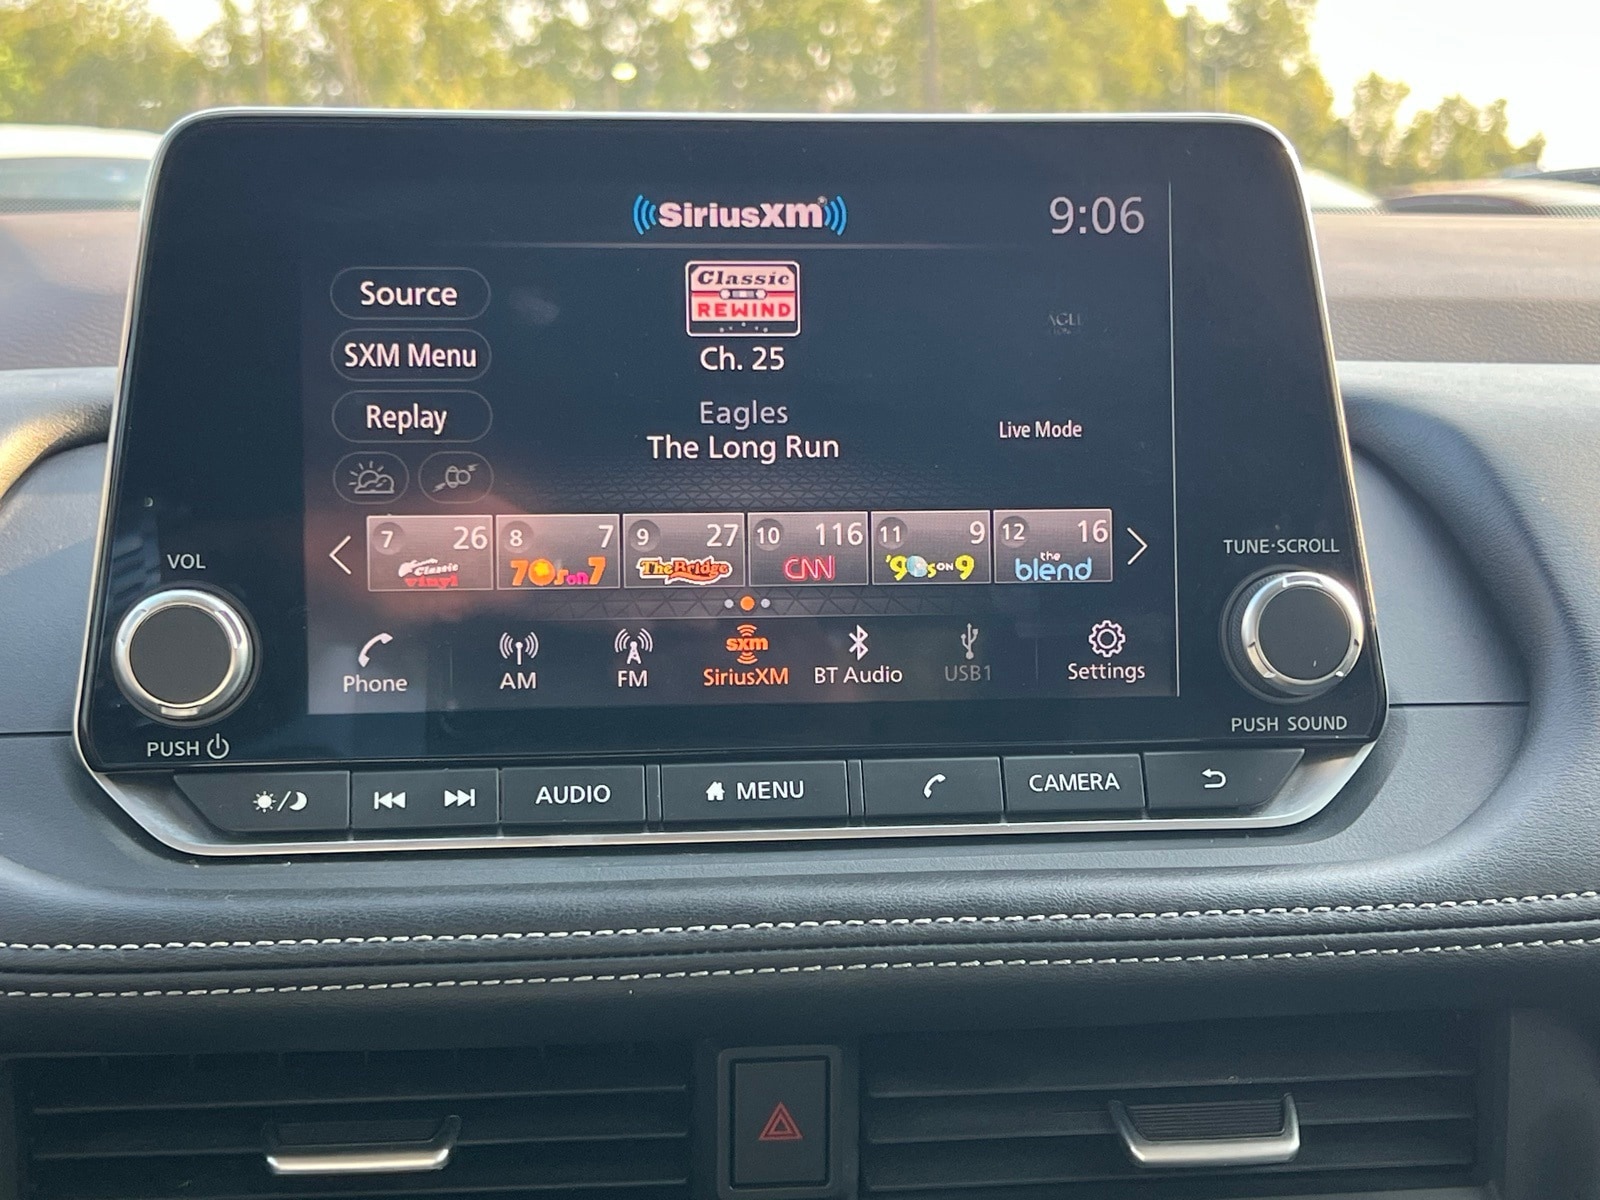 SiriusXM
9:06
Source
SXM Menu
Replay
Classic
REWIND
Ch. 25
Eagles
The Long Run
Live Mode
7 26
Classic
vinyl
8 7
70s on 7
9 27
The Bridge
10 116
CNN
11 9
'90s ON 9
12 16
the
blend
Phone
AM
FM
sxm
SiriusXM
BT Audio
USB1
Settings
VOL
PUSH
TUNE·SCROLL
PUSH SOUND
AUDIO
MENU
CAMERA